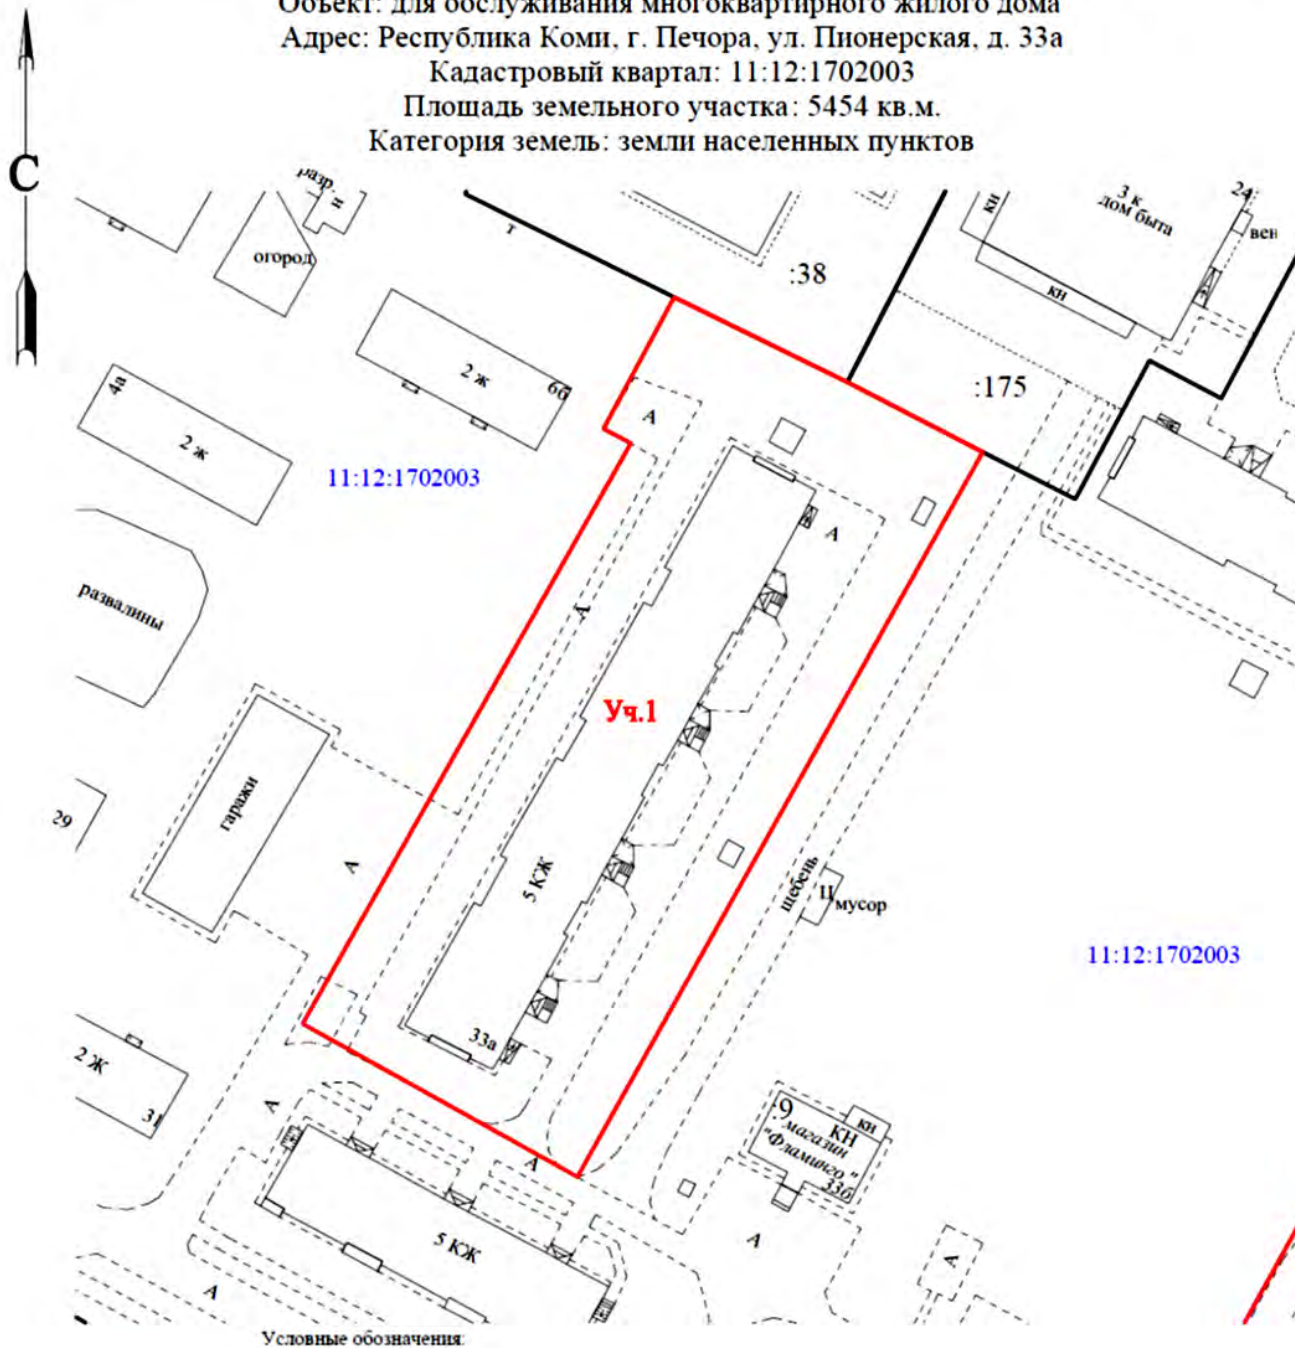 Объект: для обслуживания многоквартирного жилого дома
Адрес: Республика Коми, г. Печора, ул. Пионерская, д. 33а
Кадастровый квартал: 11:12:1702003
Площадь земельного участка: 5454 кв.м.
Категория земель: земли населенных пунктов
С
разр.
н
огород
т
:38
кн
3 к
дом быта
24
вен
кн
:175
4а
2 ж
2 ж
6б
А
11:12:1702003
А
развалины
А
Уч.1
гаражи
29
А
5 КЖ
щебень
Ц
мусор
11:12:1702003
33а
2 Ж
31
А
:9
КН
кн
магазин
"Фламинго"
33б
А
5 КЖ
А
А
А
Условные обозначения: